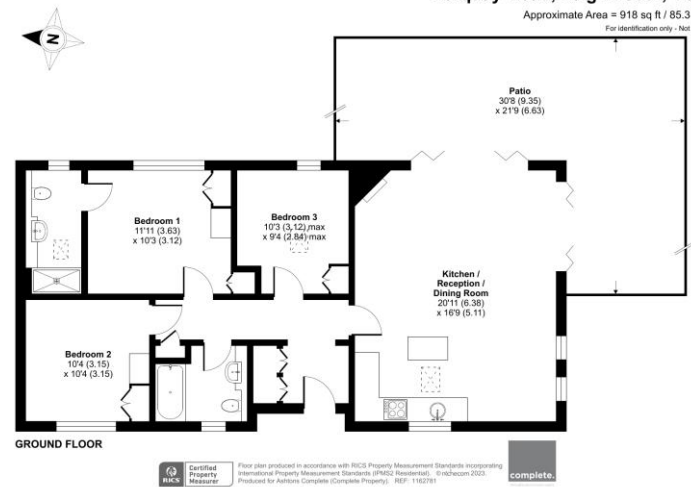 Approximate Area = 918 sq ft / 85.3
For identification only - Not
N
Patio
30'8 (9.35)
x 21'9 (6.63)
Bedroom 1
11'11 (3.63)
x 10'3 (3.12)
Bedroom 3
10'3 (3.12) max
x 9'4 (2.84) max
Kitchen /
Reception /
Dining Room
20'11 (6.38)
x 16'9 (5.11)
Bedroom 2
10'4 (3.15)
x 10'4 (3.15)
GROUND FLOOR
RICS
Certified
Property
Measurer
Floor plan produced in accordance with RICS Property Measurement Standards incorporating
International Property Measurement Standards (IPMS2 Residential). ©nichecom 2023.
Produced for Ashtons Complete (Complete Property). REF: 1162781
complete.